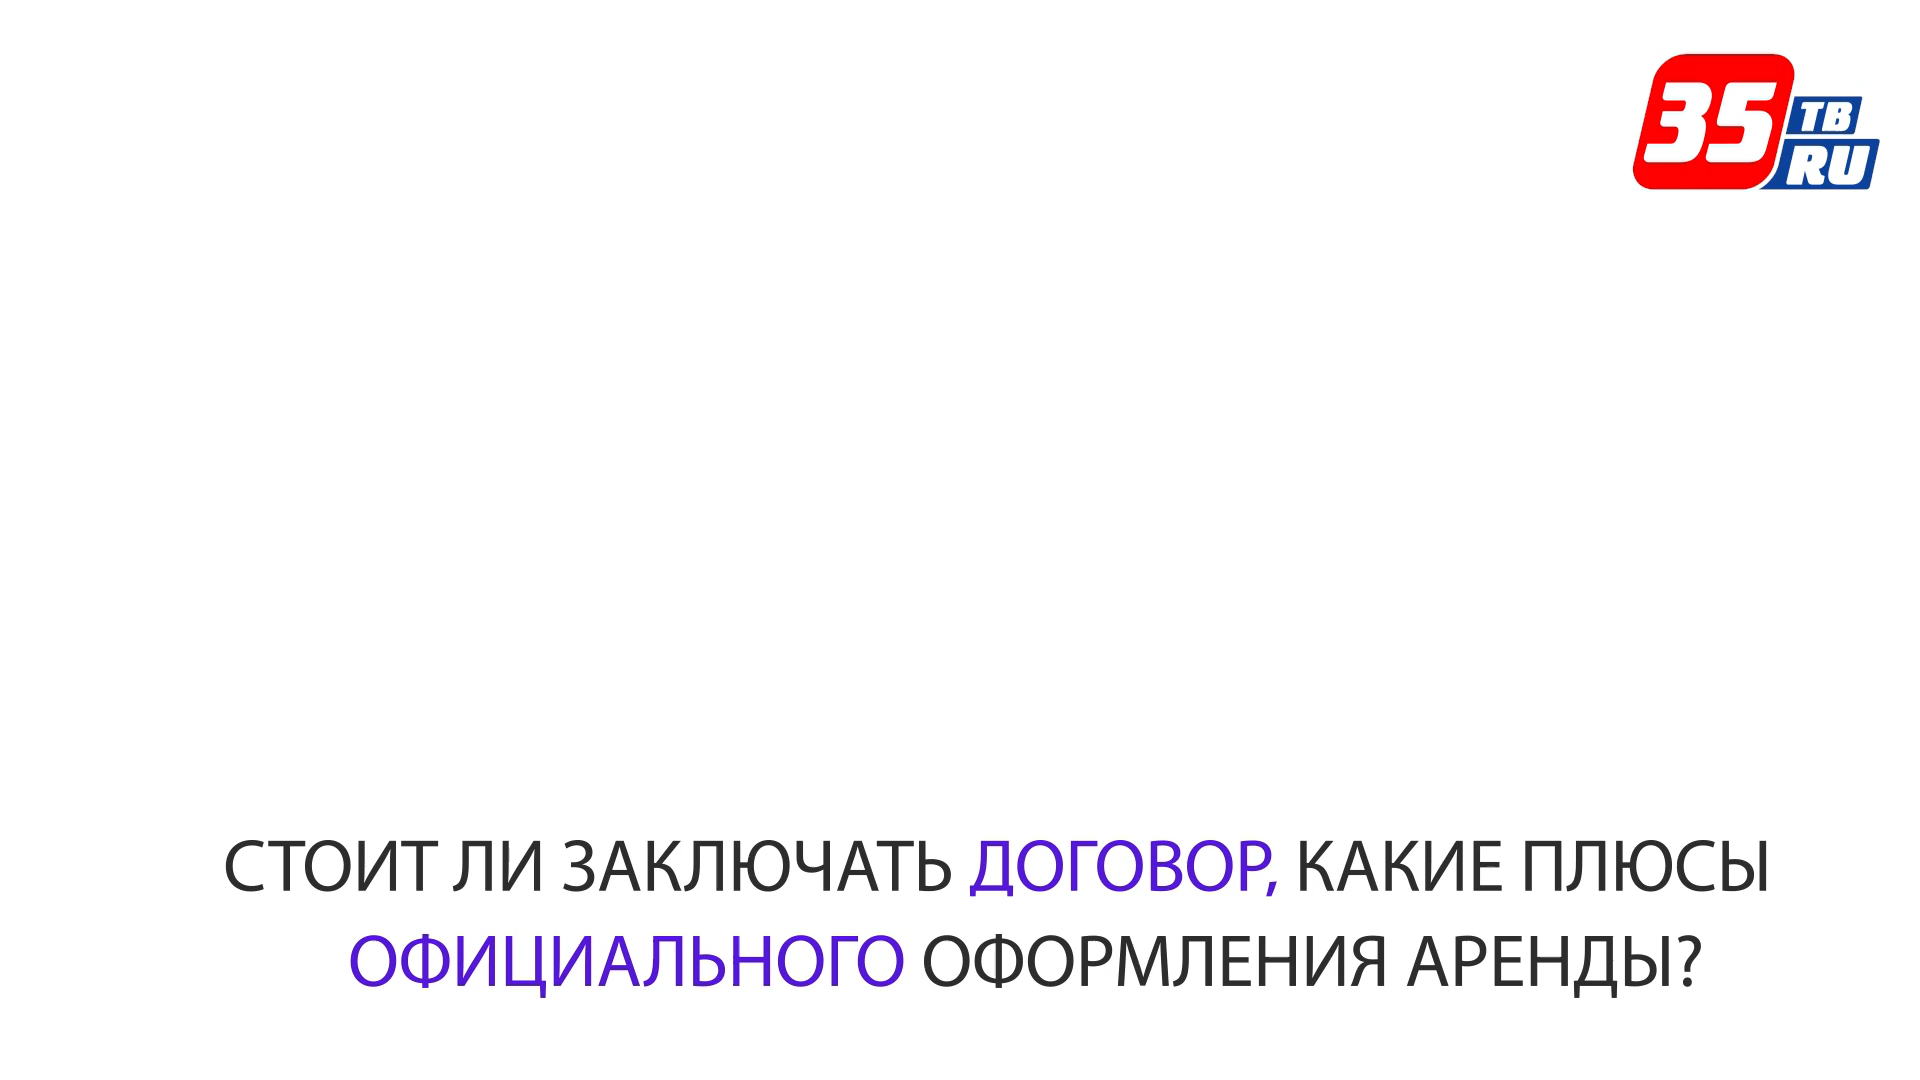 35
ТВ
RU
СТОИТ ЛИ ЗАКЛЮЧАТЬ ДОГОВОР, КАКИЕ ПЛЮСЫ
ОФИЦИАЛЬНОГО ОФОРМЛЕНИЯ АРЕНДЫ?